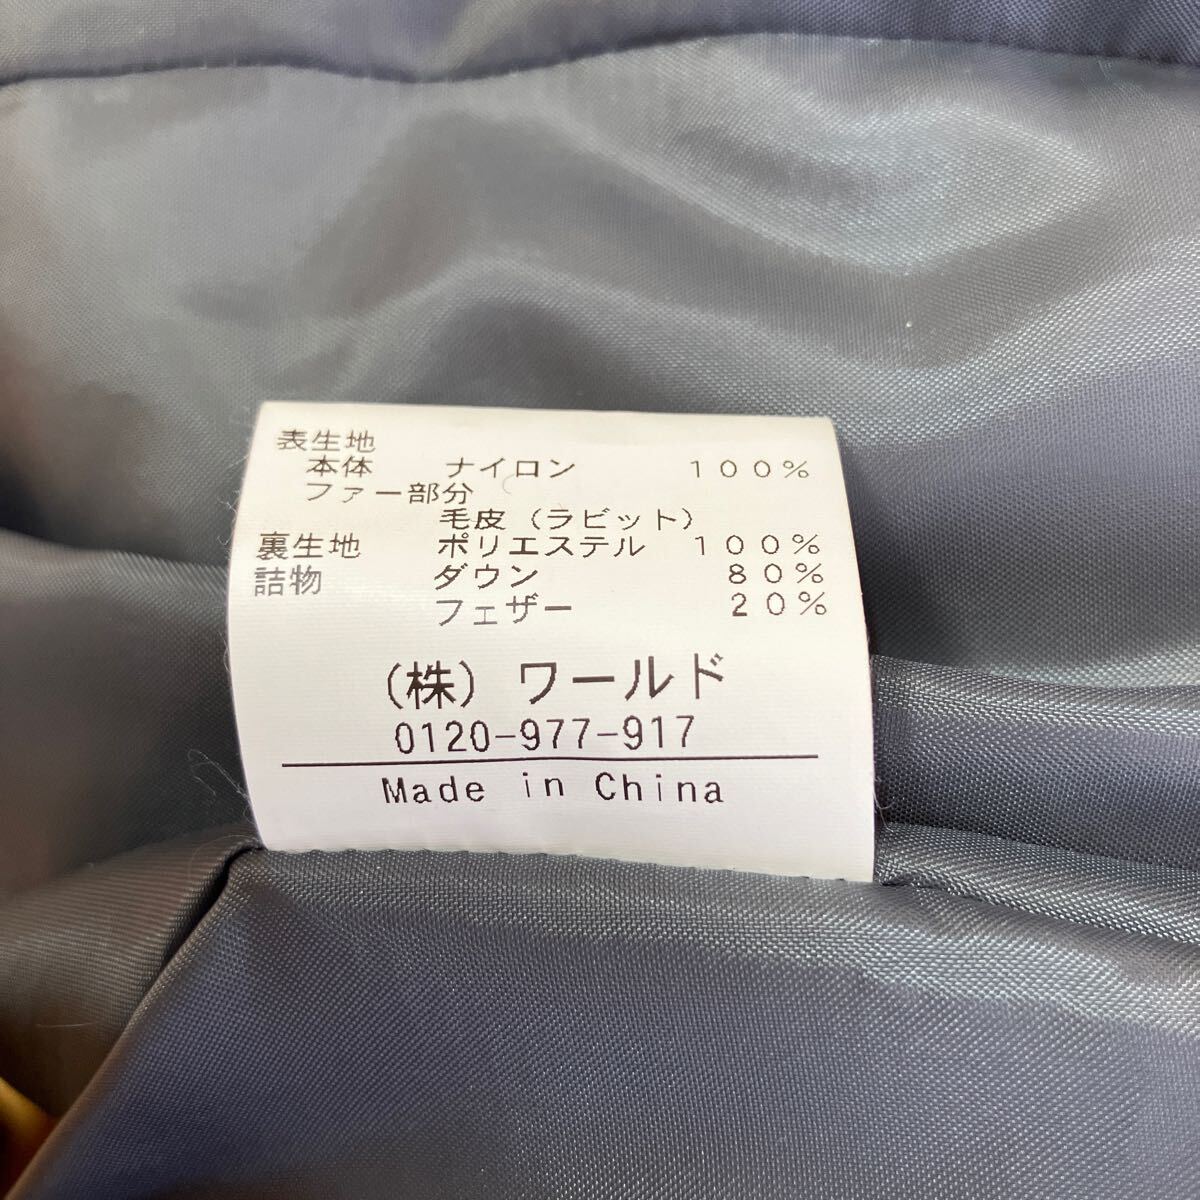 表生地
本体 ナイロン 100%
ファー部分
毛皮(ラビット)
裏生地 ポリエステル 100%
詰物 ダウン 80%
フェザー 20%
(株)ワールド
0120-977-917
Made in China